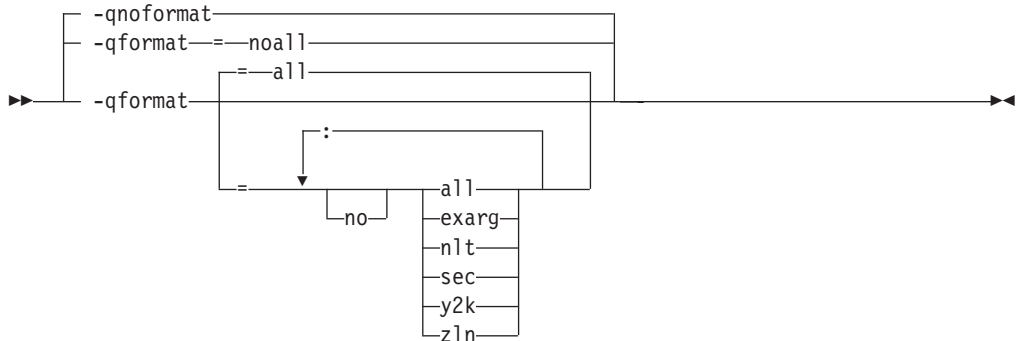 -qnoformat
-qformat = noall
= all
-qformat
:
= all
no exarg
nlt
sec
y2k
zln